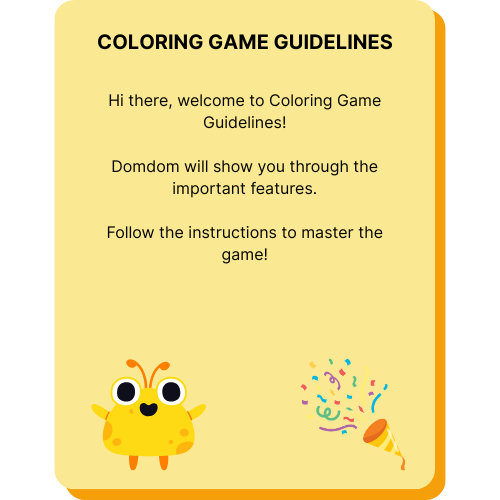 COLORING GAME GUIDELINES
Hi there, welcome to Coloring Game
Guidelines!
Domdom will show you through the
important features.
Follow the instructions to master the
game!